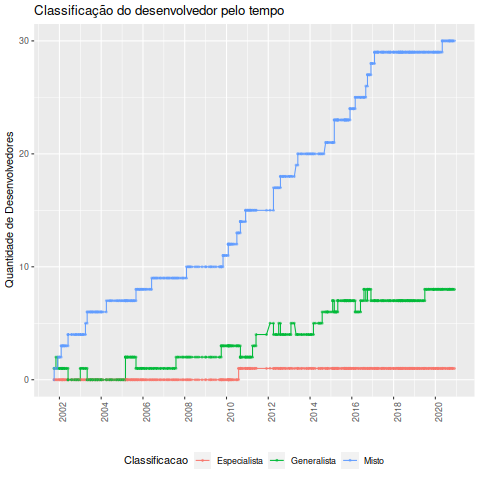 Classificação do desenvolvedor pelo tempo
Quantidade de Desenvolvedores
30
20
10
0
2002
2004
2006
2008
2010
2012
2014
2016
2018
2020
Classificacao
Especialista
Generalista
Misto